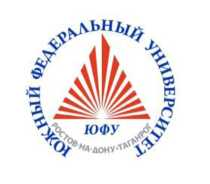 ЮЖНЫЙ ФЕДЕРАЛЬНЫЙ УНИВЕРСИТЕТ
ЮФУ
РОСТОВ-НА-ДОНУ-ТАГАНРОГ